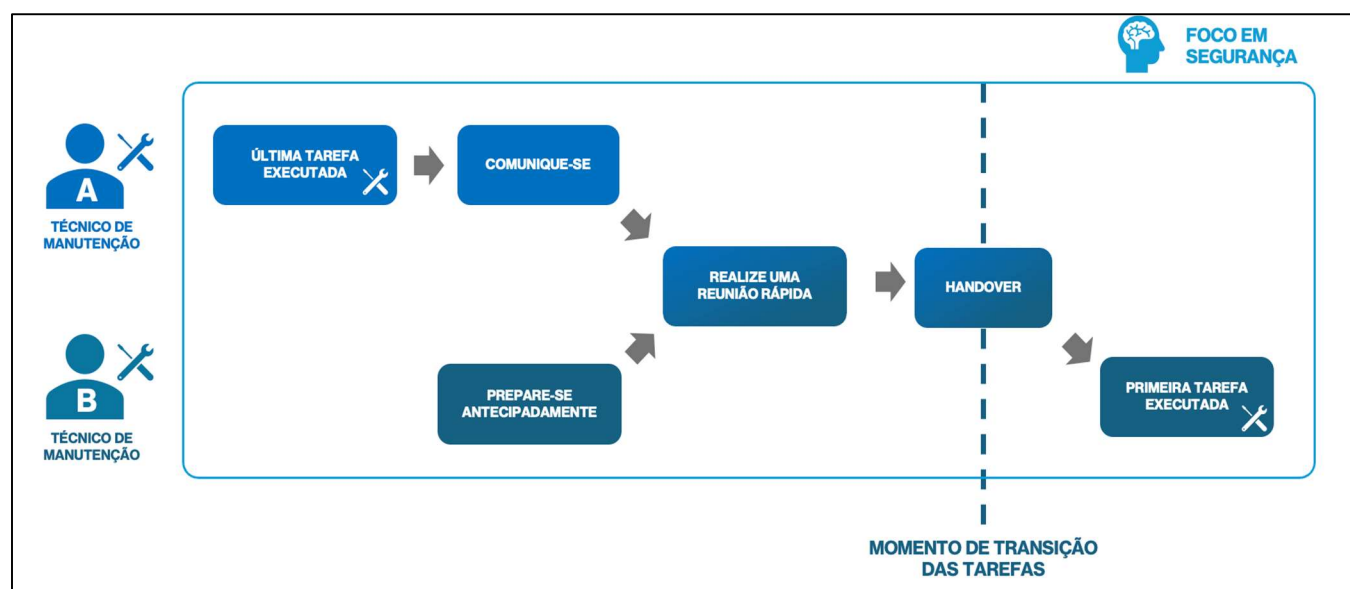 FOCO EM
SEGURANÇA
A
TÉCNICO DE
MANUTENÇÃO
ÚLTIMA TAREFA
EXECUTADA
COMUNIQUE-SE
REALIZE UMA
REUNIÃO RÁPIDA
HANDOVER
B
TÉCNICO DE
MANUTENÇÃO
PREPARE-SE
ANTECIPADAMENTE
PRIMEIRA TAREFA
EXECUTADA
MOMENTO DE TRANSIÇÃO
DAS TAREFAS